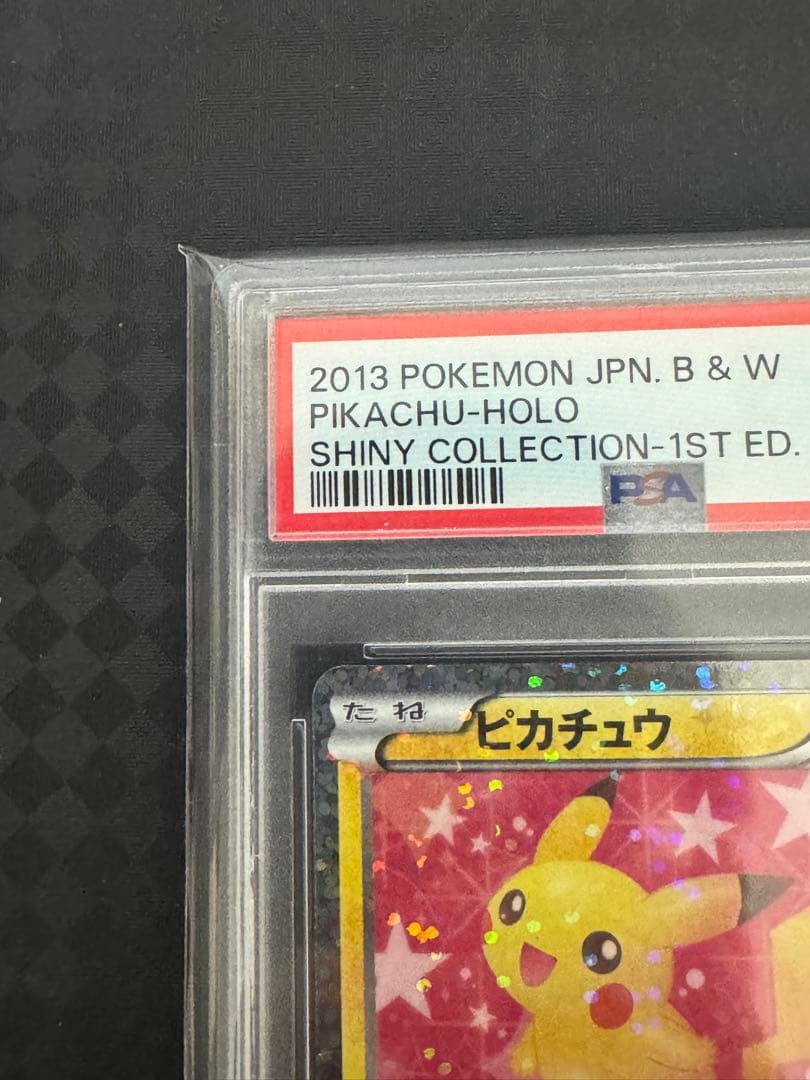 2013 POKEMON JPN. B & W
PIKACHU-HOLO
SHINY COLLECTION-1ST ED.
PSA
たね ピカチュウ